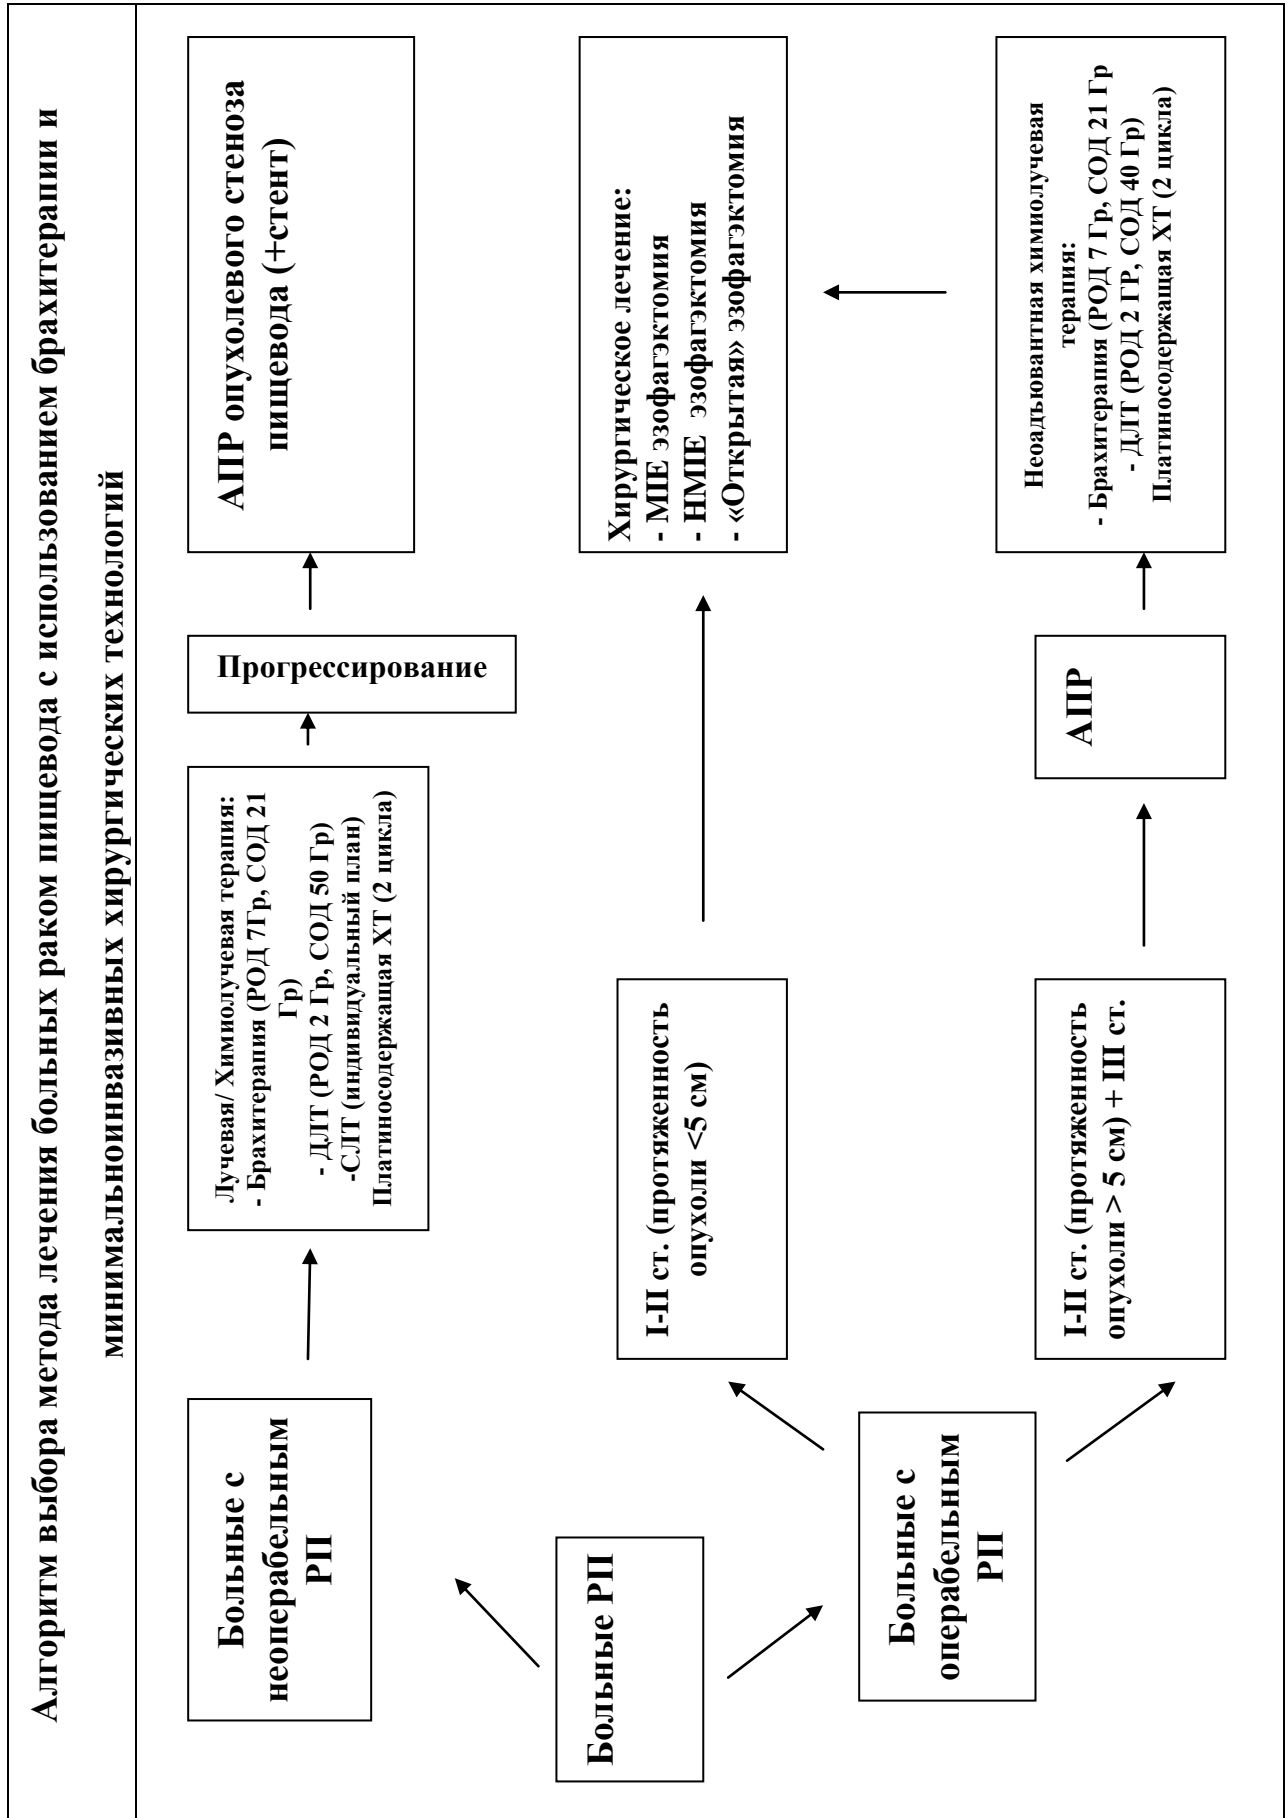 Алгоритм выбора метода лечения больных раком пищевода с использованием брахитерапии и
минимальноинвазивных хирургических технологий
Больные РП
Больные с
неоперабельным
РП
Лучевая/ Химиолучевая терапия:
- Брахитерапия (РОД 7Гр, СОД 21
Гр)
- ДЛТ (РОД 2 Гр, СОД 50 Гр)
-СЛТ (индивидуальный план)
Платиносодержащая ХТ (2 цикла)
Прогрессирование
АПР опухолевого стеноза
пищевода (+стент)
Больные с
операбельным
РП
I-II ст. (протяженность
опухоли <5 см)
Хирургическое лечение:
- MIE эзофагэктомия
- HMIE эзофагэктомия
- «Открытая» эзофагэктомия
I-II ст. (протяженность
опухоли > 5 см) + III ст.
АПР
Неоадъювантная химиолучевая
терапия:
- Брахитерапия (РОД 7 Гр, СОД 21 Гр
- ДЛТ (РОД 2 ГР, СОД 40 Гр)
Платиносодержащая ХТ (2 цикла)